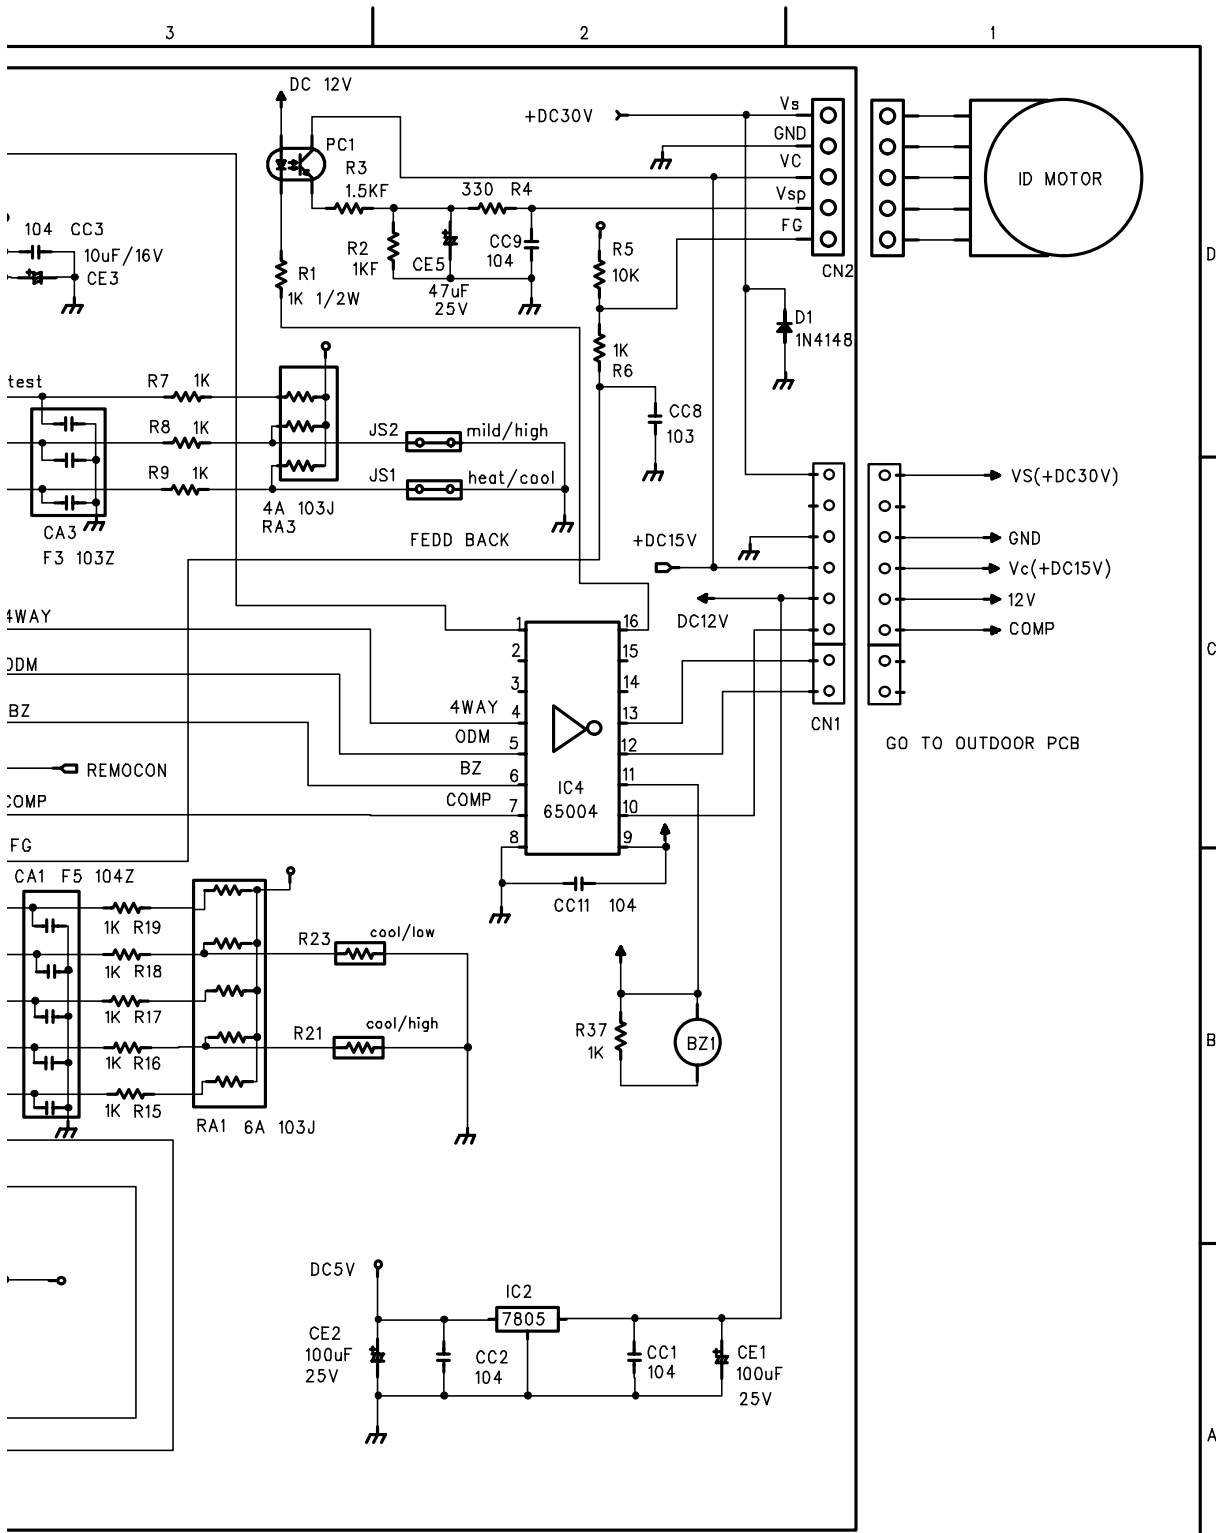 3
2
1
DC 12V
+DC30V
Vs
GND
VC
Vsp
FG
CN2
ID MOTOR
D
PC1
R3
1.5KF
330 R4
104 CC3
10uF/16V
CE3
R2
1KF
CE5
47uF
25V
CC9
104
R1
1K 1/2W
R5
10K
1K
R6
D1
1N4148
test
R7 1K
R8 1K
R9 1K
JS2
mild/high
JS1
heat/cool
CC8
103
4A 103J
RA3
CA3
F3 103Z
FEDD BACK
+DC15V
DC12V
VS(+DC30V)
GND
Vc(+DC15V)
12V
COMP
C
4WAY
ODM
BZ
REMOCON
COMP
FG
1
2
3
4WAY
4
ODM
5
BZ
6
COMP
7
8
16
15
14
13
12
11
10
9
IC4
65004
CN1
GO TO OUTDOOR PCB
CC11 104
CA1 F5 104Z
1K R19
1K R18
1K R17
1K R16
1K R15
R23
cool/low
R21
cool/high
RA1 6A 103J
R37
1K
BZ1
B
DC5V
IC2
7805
CE2
100uF
25V
CC2
104
CC1
104
CE1
100uF
25V
A